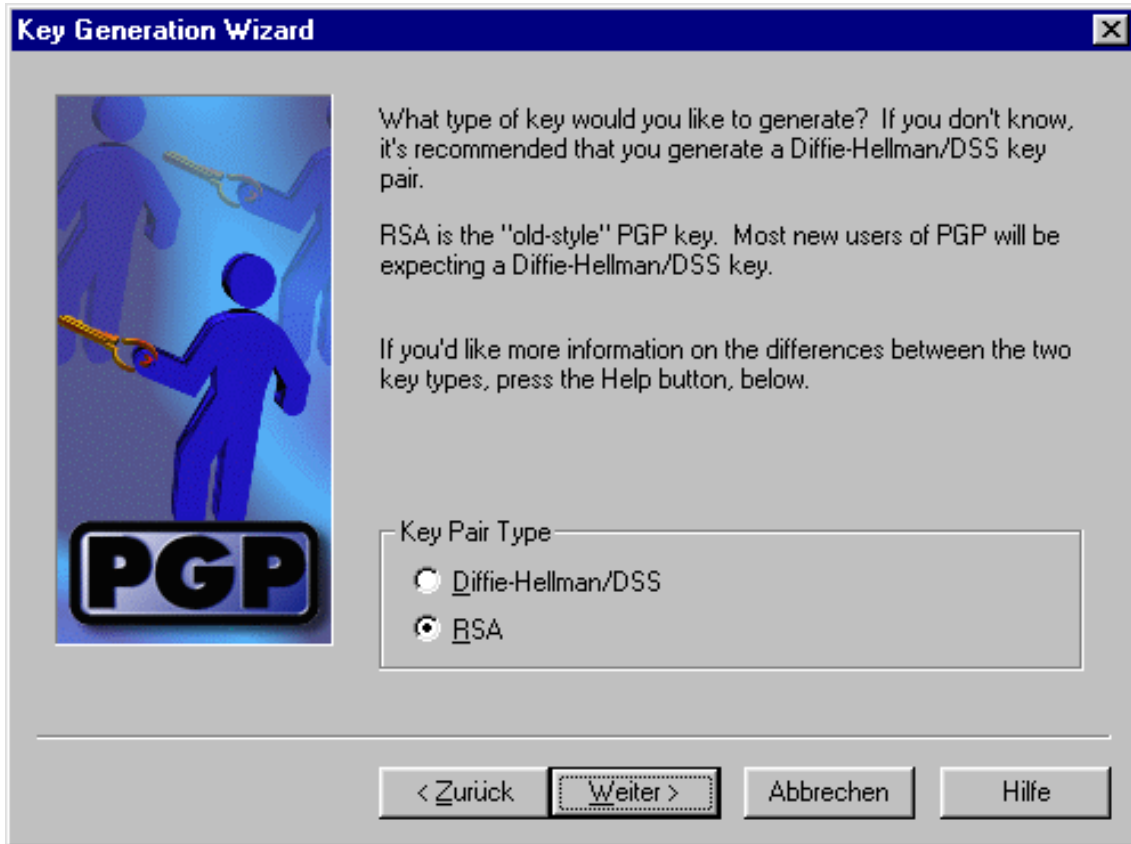 Key Generation Wizard
What type of key would you like to generate?  If you don't know,
it's recommended that you generate a Diffie-Hellman/DSS key
pair.
RSA is the "old-style" PGP key.  Most new users of PGP will be
expecting a Diffie-Hellman/DSS key.
If you'd like more information on the differences between the two
key types, press the Help button, below.
PGP
Key Pair Type
Diffie-Hellman/DSS
RSA
< Zurück Weiter > Abbrechen Hilfe